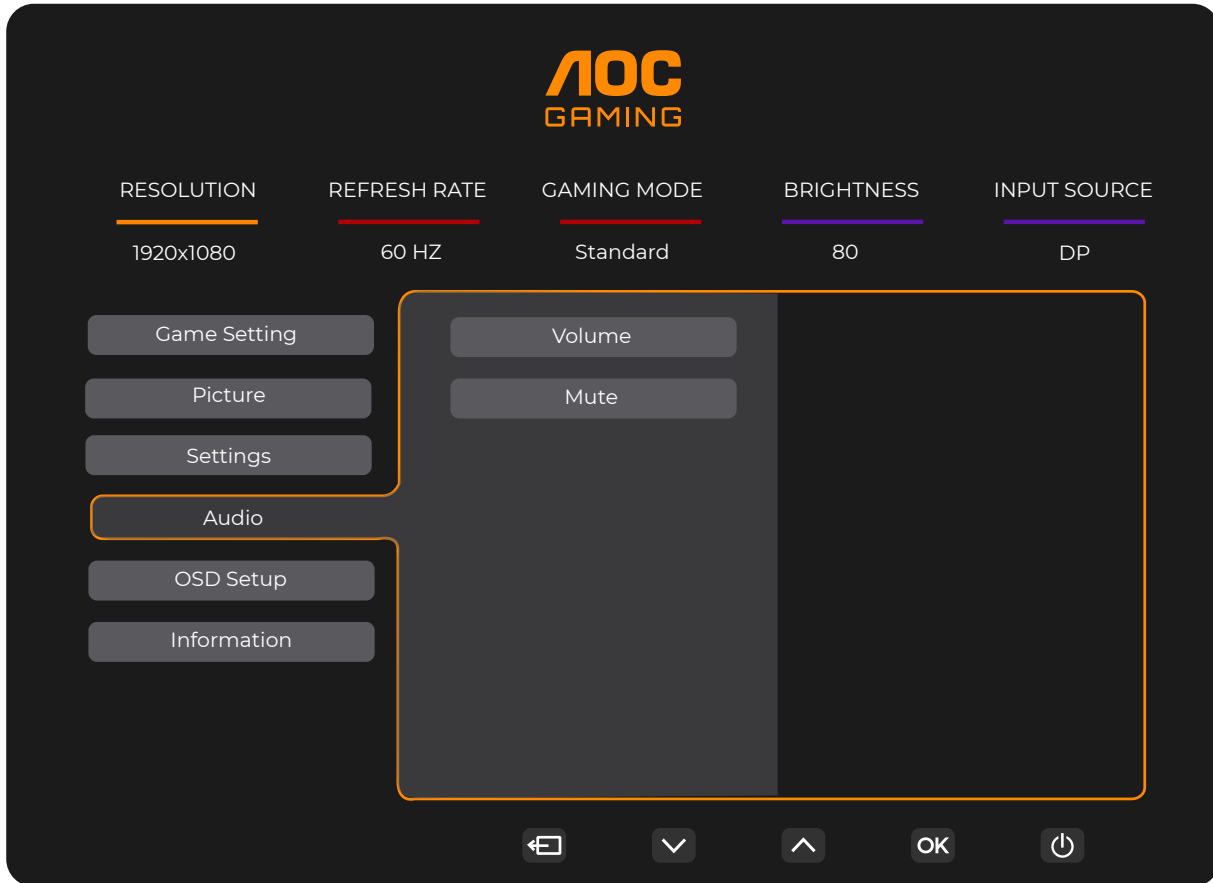 AOC
GAMING
RESOLUTION REFRESH RATE GAMING MODE BRIGHTNESS INPUT SOURCE
1920x1080 60 HZ Standard 80 DP
Game Setting
Volume
Picture
Mute
Settings
Audio
OSD Setup
Information
OK